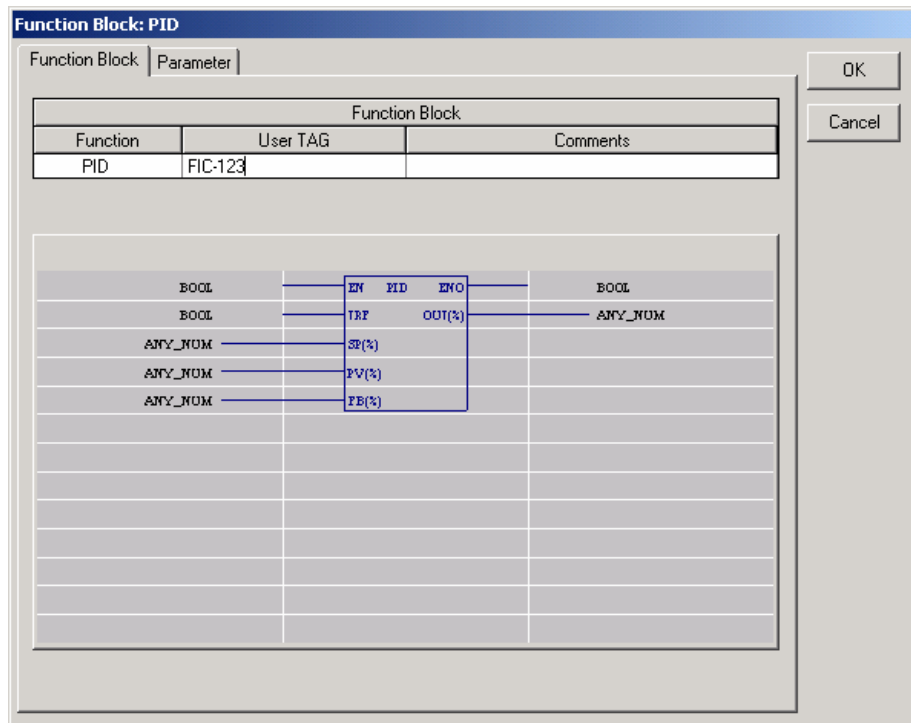 Function Block: PID
Function Block Parameter
OK
Cancel
Function Block
Function User TAG Comments
PID FIC-123
BOOL EN PID ENO BOOL
BOOL TRF OUT(%) ANY_NUM
ANY_NUM SP(%)
ANY_NUM PV(%)
ANY_NUM FB(%)